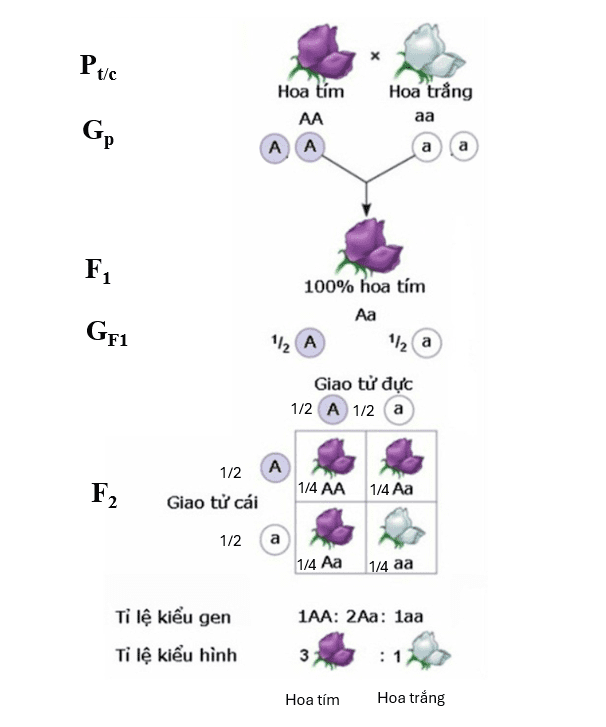 P t/c
×
Hoa tím Hoa trắng
AA aa
Gp
A A a a
F1
100% hoa tím
Aa
GF1
1/2 A 1/2 a
Giao tử đực
1/2 A 1/2 a
1/2 A
1/4 AA 1/4 Aa
F2
Giao tử cái
1/2 a
1/4 Aa 1/4 aa
Tỉ lệ kiểu gen 1AA: 2Aa: 1aa
Tỉ lệ kiểu hình 3 : 1
Hoa tím Hoa trắng